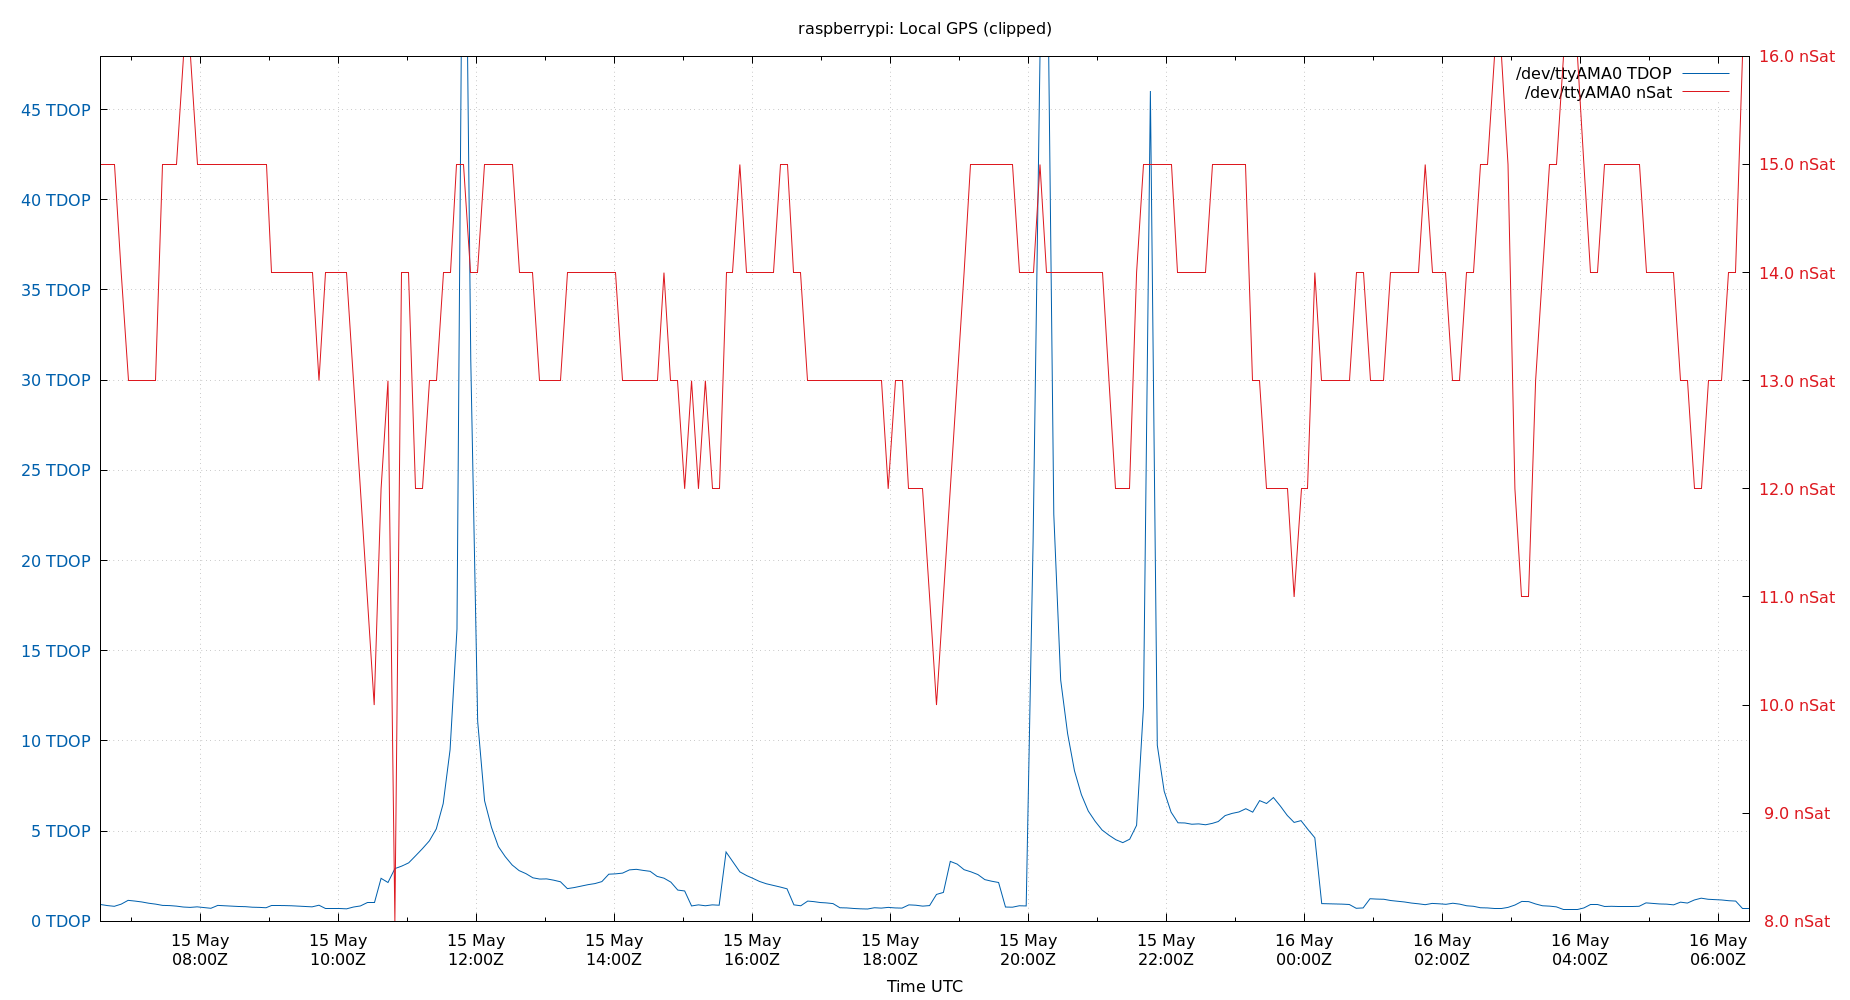 raspberrypi: Local GPS (clipped)
/dev/ttyAMA0 TDOP
/dev/ttyAMA0 nSat
45 TDOP
40 TDOP
35 TDOP
30 TDOP
25 TDOP
20 TDOP
15 TDOP
10 TDOP
5 TDOP
0 TDOP
16.0 nSat
15.0 nSat
14.0 nSat
13.0 nSat
12.0 nSat
11.0 nSat
10.0 nSat
9.0 nSat
8.0 nSat
15 May
08:00Z
15 May
10:00Z
15 May
12:00Z
15 May
14:00Z
15 May
16:00Z
15 May
18:00Z
15 May
20:00Z
15 May
22:00Z
16 May
00:00Z
16 May
02:00Z
16 May
04:00Z
16 May
06:00Z
Time UTC